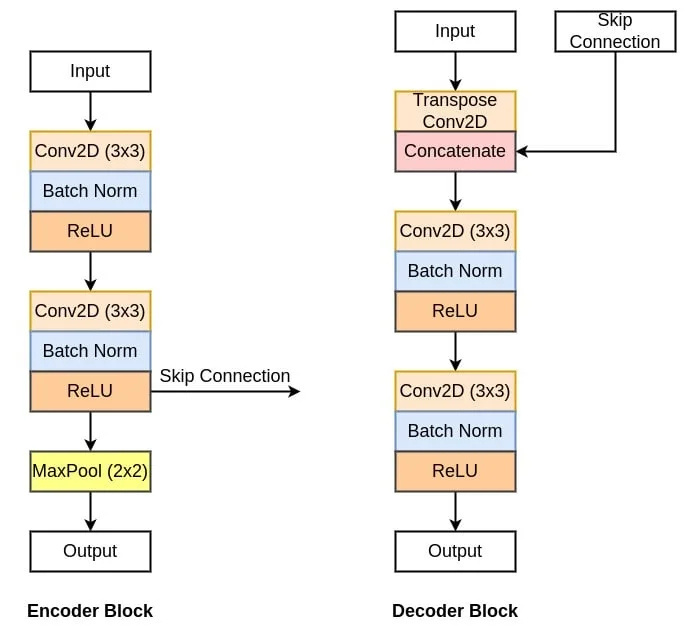 Input
Conv2D (3x3)
Batch Norm
ReLU
Conv2D (3x3)
Batch Norm
ReLU
Skip Connection
MaxPool (2x2)
Output
Encoder Block
Input
Skip
Connection
Transpose
Conv2D
Concatenate
Conv2D (3x3)
Batch Norm
ReLU
Conv2D (3x3)
Batch Norm
ReLU
Output
Decoder Block